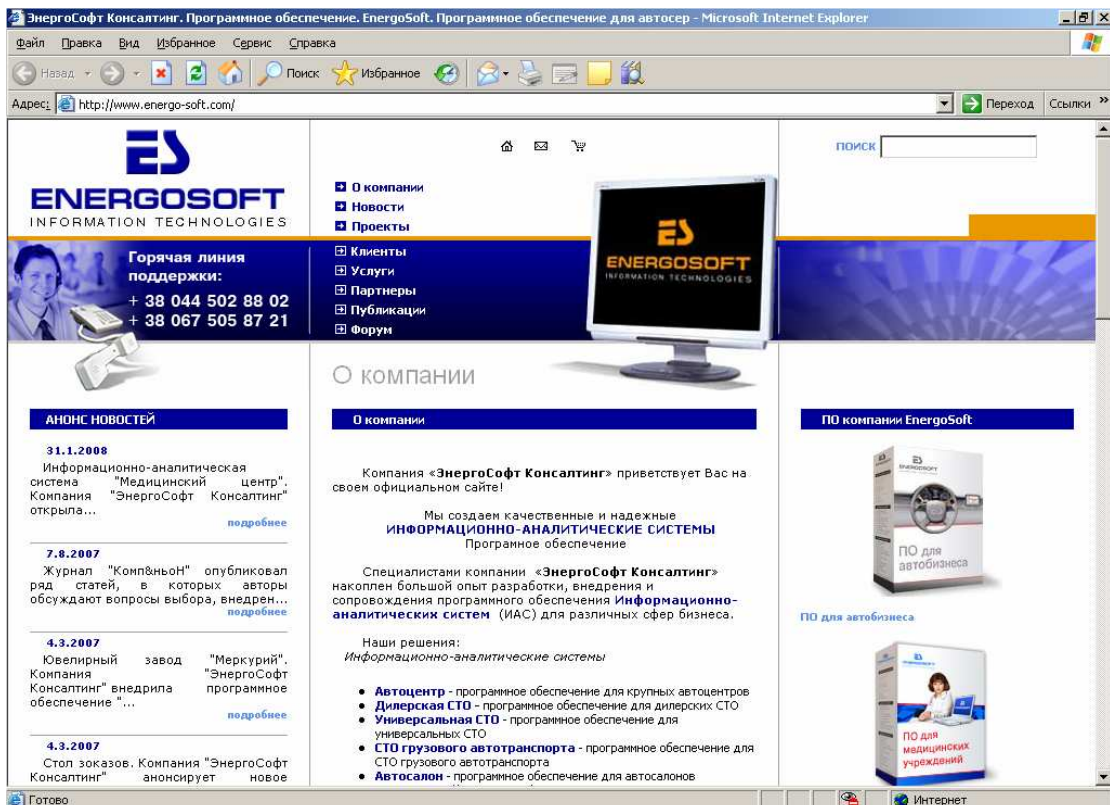 ЭнергоСофт Консалтинг. Программное обеспечение. EnergoSoft. Программное обеспечение для автосер - Microsoft Internet Explorer
Файл Правка Вид Избранное Сервис Справка
Назад Поиск Избранное
Адрес: http://www.energo-soft.com/ Переход Ссылки »
ES
ENERGOSOFT
INFORMATION TECHNOLOGIES
Горячая линия
поддержки:
+ 38 044 502 88 02
+ 38 067 505 87 21
О компании
Новости
Проекты
Клиенты
Услуги
Партнеры
Публикации
Форум
ES
ENERGOSOFT
INFORMATION TECHNOLOGIES
ПОИСК
О компании
АНОНС НОВОСТЕЙ
31.1.2008
Информационно-аналитическая
система "Медицинский центр".
Компания "ЭнергоСофт Консалтинг"
открыла...
подробнее
7.8.2007
Журнал "Комп&ньоН" опубликовал
ряд статей, в которых авторы
обсуждают вопросы выбора, внедрен...
подробнее
4.3.2007
Ювелирный завод "Меркурий".
Компания "ЭнергоСофт
Консалтинг" внедрила программное
обеспечение "...
подробнее
4.3.2007
Стол заказов. Компания "ЭнергоСофт
Консалтинг" анонсирует новое
О компании
Компания «ЭнергоСофт Консалтинг» приветствует Вас на
своем официальном сайте!
Мы создаем качественные и надежные
ИНФОРМАЦИОННО-АНАЛИТИЧЕСКИЕ СИСТЕМЫ
Програмное обеспечение
Специалистами компании «ЭнергоСофт Консалтинг»
накоплен большой опыт разработки, внедрения и
сопровождения программного обеспечения Информационно-
аналитических систем (ИАС) для различных сфер бизнеса.
Наши решения:
Информационно-аналитические системы
Автоцентр - программное обеспечение для крупных автоцентров
Дилерская СТО - программное обеспечение для дилерских СТО
Универсальная СТО - программное обеспечение для
универсальных СТО
СТО грузового автотранспорта - программное обеспечение для
СТО грузового автотранспорта
Автосалон - программное обеспечение для автосалонов
ПО компании EnergoSoft
ES
ENERGOSOFT
ПО для
автобизнеса
ПО для автобизнеса
ES
ПО для
медицинских
учреждений
Готово Интернет